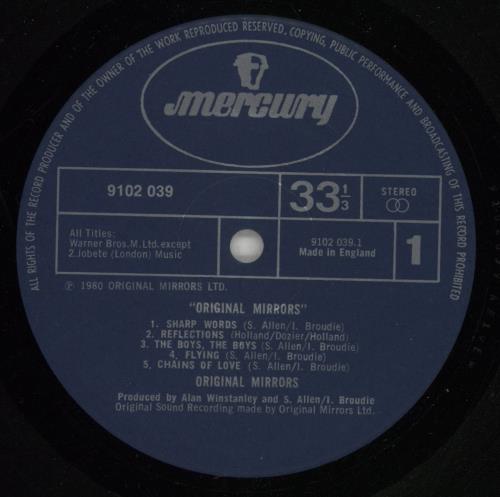 ALL RIGHTS OF THE RECORD PRODUCER AND OF THE OWNER OF THE WORK REPRODUCED RESERVED. COPYING, PUBLIC PERFORMANCE AND BROADCASTING OF THIS RECORD PROHIBITED
mercury
9102 039
33 1/3
STEREO
All Titles:
Warner Bros.M.Ltd.except
2.Jobete (London) Music
9102 039.1
Made in England
1
Ⓟ 1980 ORIGINAL MIRRORS LTD.
"ORIGINAL MIRRORS"
1. SHARP WORDS (S. Allen/I. Broudie)
2. REFLECTIONS (Holland/Dozier/Holland)
3. THE BOYS, THE BOYS (S. Allen/I. Broudie)
4. FLYING (S. Allen/I. Broudie)
5. CHAINS OF LOVE (S. Allen/I. Broudie)
ORIGINAL MIRRORS
Produced by Alan Winstanley and S. Allen/I. Broudie
Original Sound Recording made by Original Mirrors Ltd.